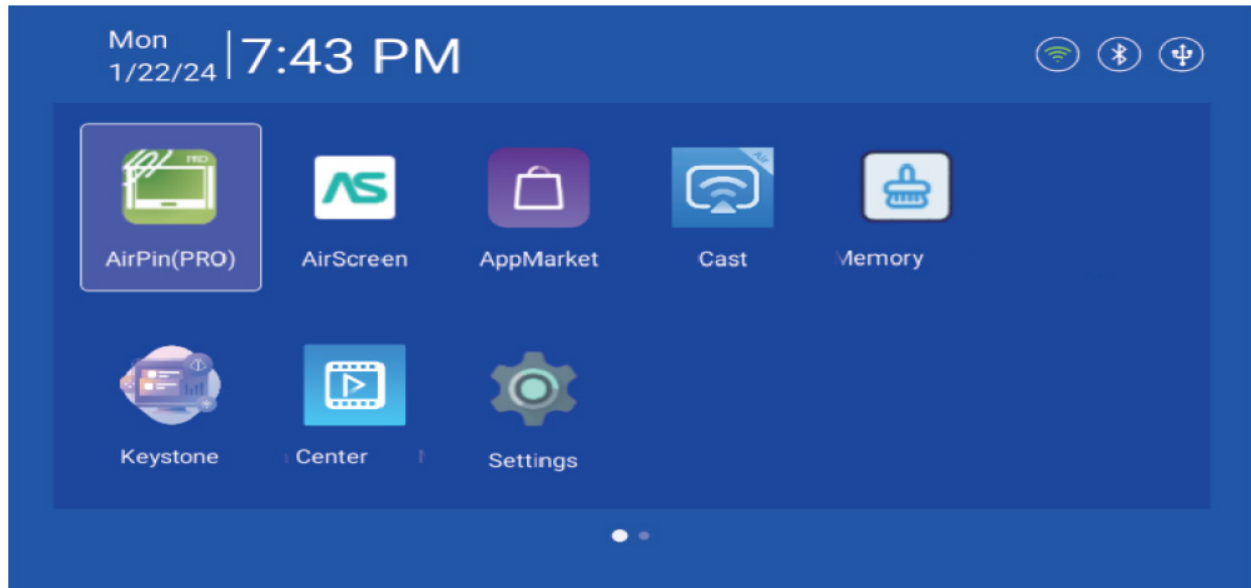 Mon
1/22/24
7:43 PM
PRO
AS
Air
AirPin(PRO)
AirScreen
AppMarket
Cast
Memory
Keystone
Center
Settings